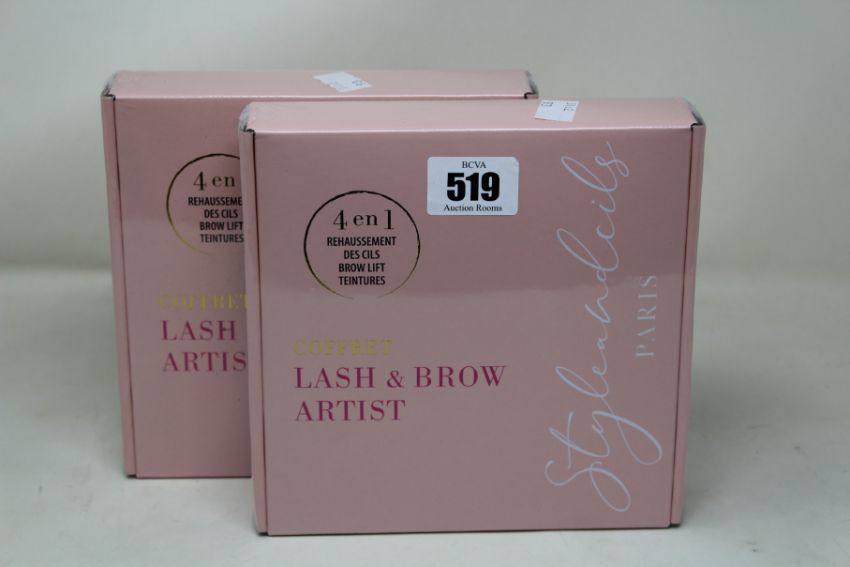 4 en
REHAUSSEME
DES CILS
BROW LIFT
TEINTURES
COFFRET
LASH
ARTIS
BCVA
519
Auction Rooms
4 en 1
REHAUSSEMENT
DES CILS
BROW LIFT
TEINTURES
COFFRET
LASH & BROW
ARTIST
Styleandcils
PARIS